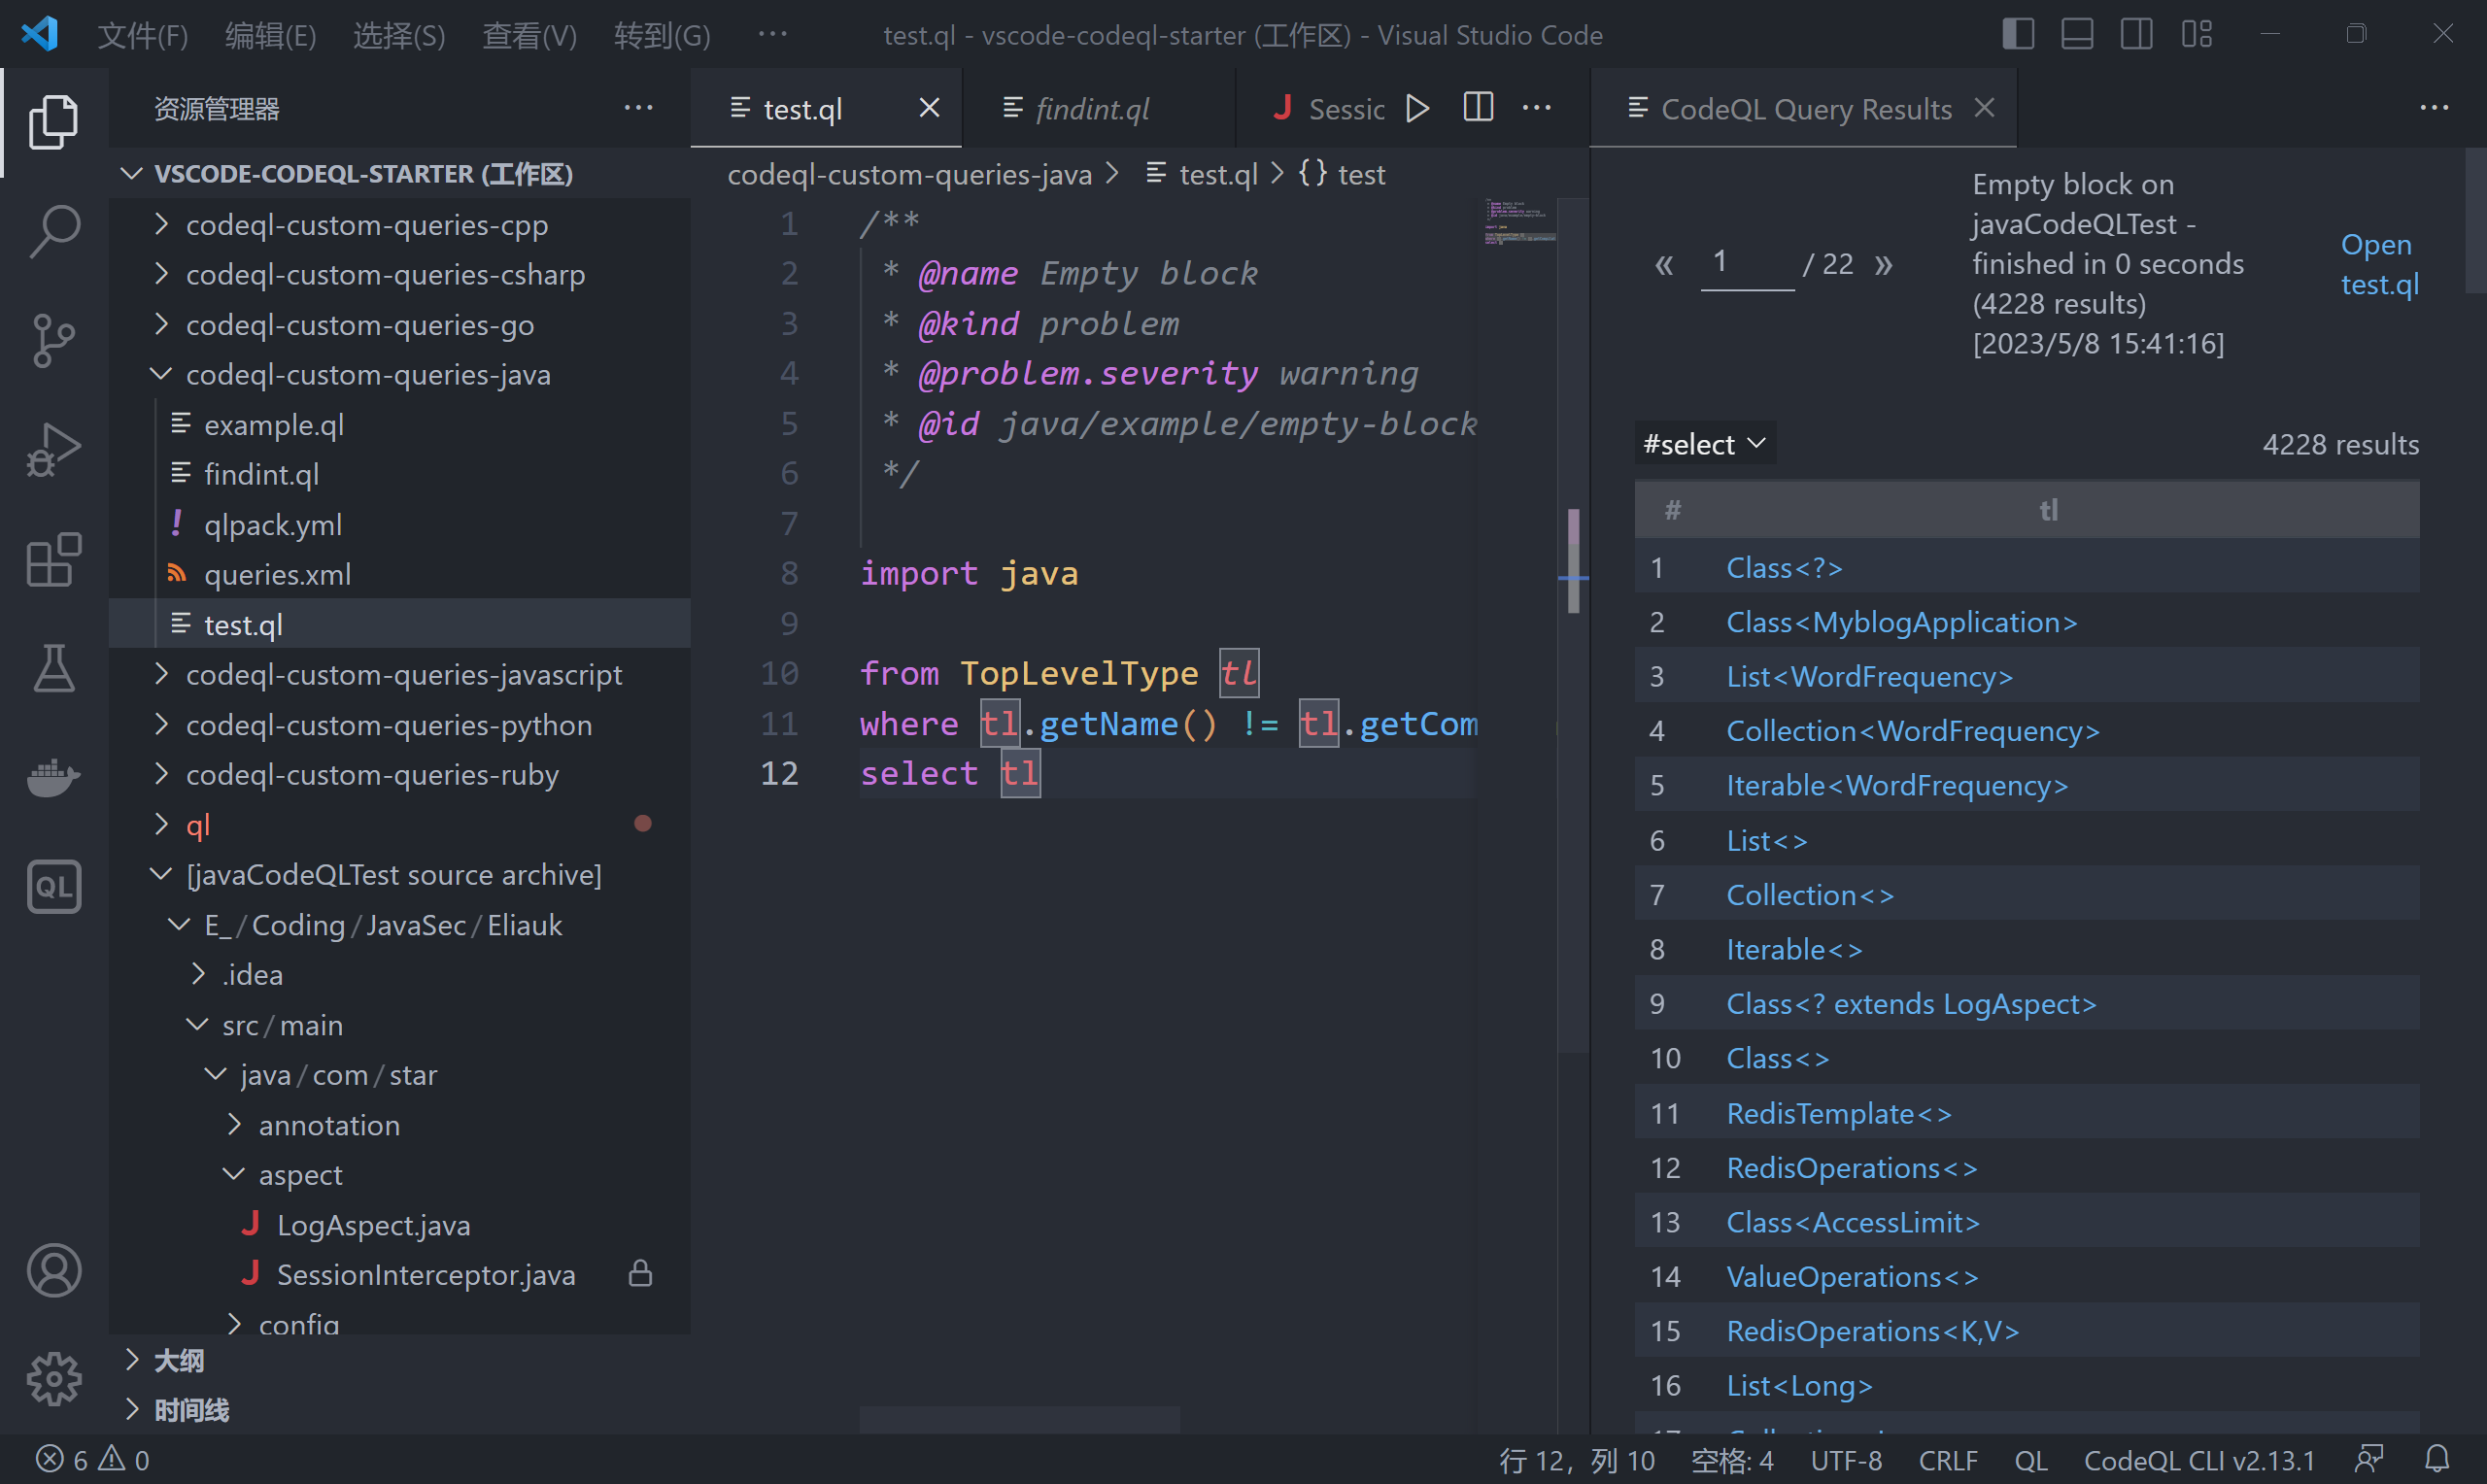 文件(F) 编辑(E) 选择(S) 查看(V) 转到(G) ··· test.ql - vscode-codeql-starter (工作区) - Visual Studio Code
资源管理器 ···
VSCODE-CODEQL-STARTER (工作区)
codeql-custom-queries-cpp
codeql-custom-queries-csharp
codeql-custom-queries-go
codeql-custom-queries-java
example.ql
findint.ql
! qlpack.yml
queries.xml
test.ql
codeql-custom-queries-javascript
codeql-custom-queries-python
codeql-custom-queries-ruby
ql
[javaCodeQLTest source archive]
E_/Coding/JavaSec/Eliauk
.idea
src/main
java/com/star
annotation
aspect
J LogAspect.java
J SessionInterceptor.java
config
大纲
时间线
QL
test.ql findint.ql J Sessic ···
codeql-custom-queries-java > test.ql > {} test
1 /**
2 * @name Empty block
3 * @kind problem
4 * @problem.severity warning
5 * @id java/example/empty-block
6 */
7
8 import java
9
10 from TopLevelType tl
11 where tl.getName() != tl.getCom
12 select tl
CodeQL Query Results ···
« 1 / 22 »
Empty block on
javaCodeQLTest -
finished in 0 seconds
(4228 results)
[2023/5/8 15:41:16]
Open
test.ql
#select 4228 results
# tl
1 Class<?>
2 Class<MyblogApplication>
3 List<WordFrequency>
4 Collection<WordFrequency>
5 Iterable<WordFrequency>
6 List<>
7 Collection<>
8 Iterable<>
9 Class<? extends LogAspect>
10 Class<>
11 RedisTemplate<>
12 RedisOperations<>
13 Class<AccessLimit>
14 ValueOperations<>
15 RedisOperations<K,V>
16 List<Long>
6 0 行 12，列 10 空格: 4 UTF-8 CRLF QL CodeQL CLI v2.13.1